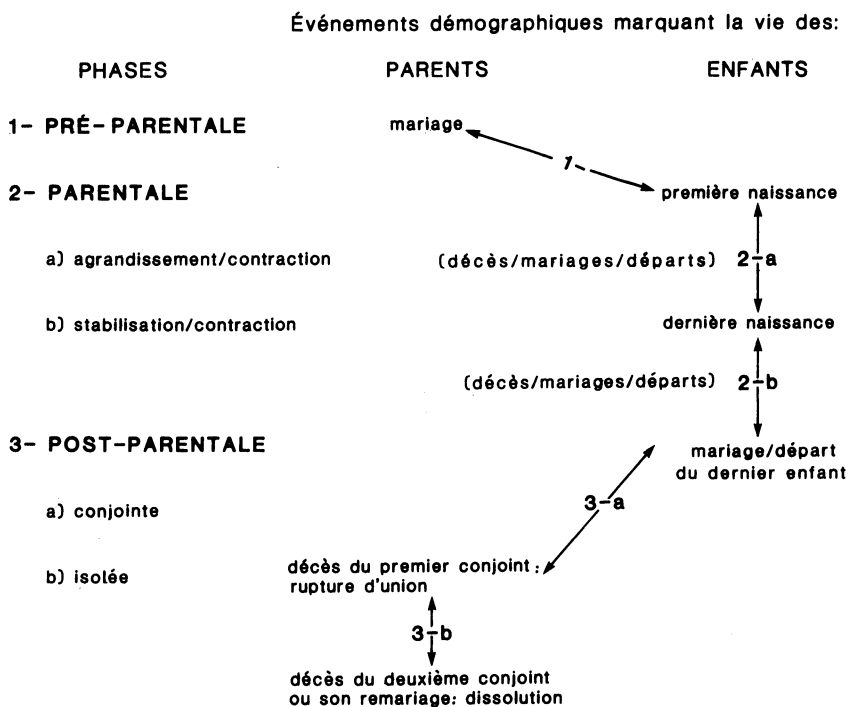 Événements démographiques marquant la vie des:
PHASES PARENTS ENFANTS
1- PRÉ-PARENTALE mariage
1-
2- PARENTALE première naissance
a) agrandissement/contraction (décès/mariages/départs) 2-a
b) stabilisation/contraction dernière naissance
(décès/mariages/départs) 2-b
3- POST-PARENTALE mariage/départ
du dernier enfant
a) conjointe 3-a
b) isolée décès du premier conjoint :
rupture d'union
3-b
décès du deuxième conjoint
ou son remariage: dissolution